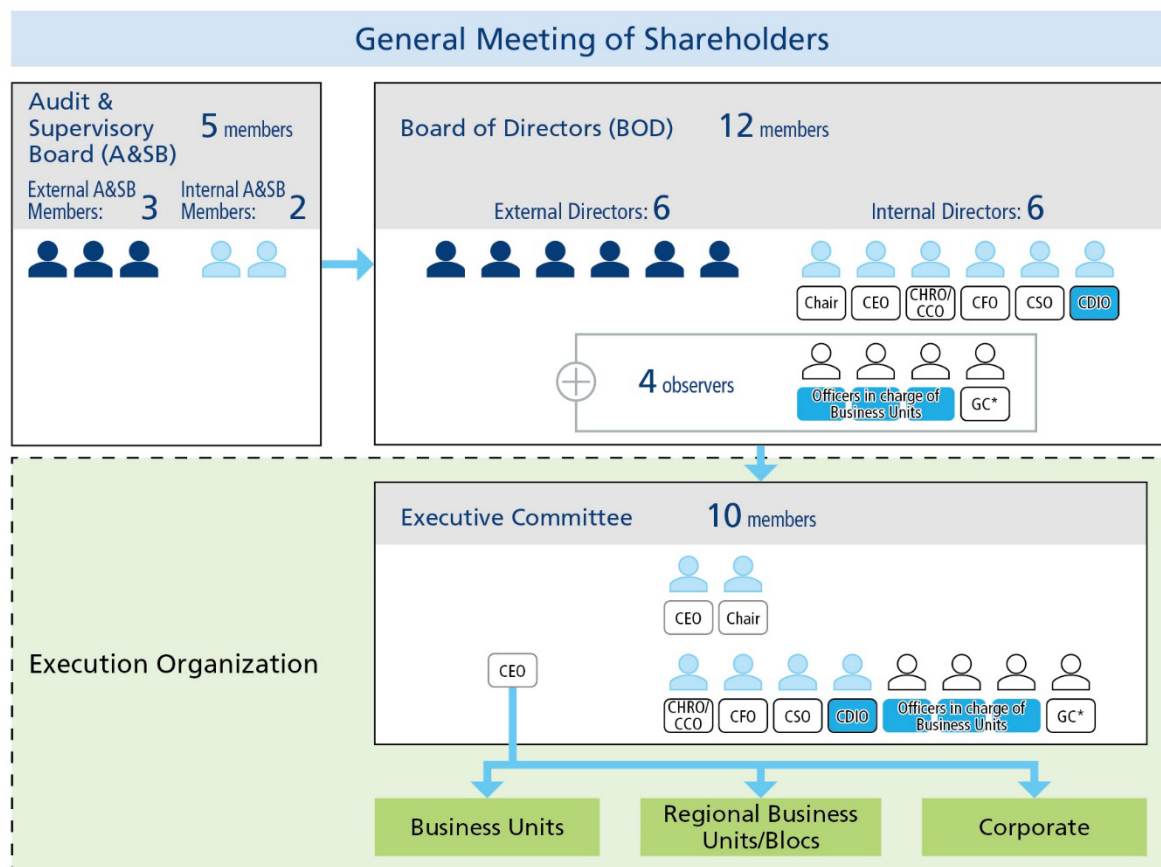 General Meeting of Shareholders
Audit &
Supervisory
Board (A&SB)
5 members
External A&SB
Members: 3
Internal A&SB
Members: 2
Board of Directors (BOD) 12 members
External Directors: 6
Internal Directors: 6
Chair
CEO
CHRO/
CCO
CFO
CSO
CDIO
4 observers
Officers in charge of
Business Units
GC*
Execution Organization
Executive Committee 10 members
CEO
Chair
CEO
CHRO/
CCO
CFO
CSO
CDIO
Officers in charge of
Business Units
GC*
Business Units
Regional Business
Units/Blocs
Corporate